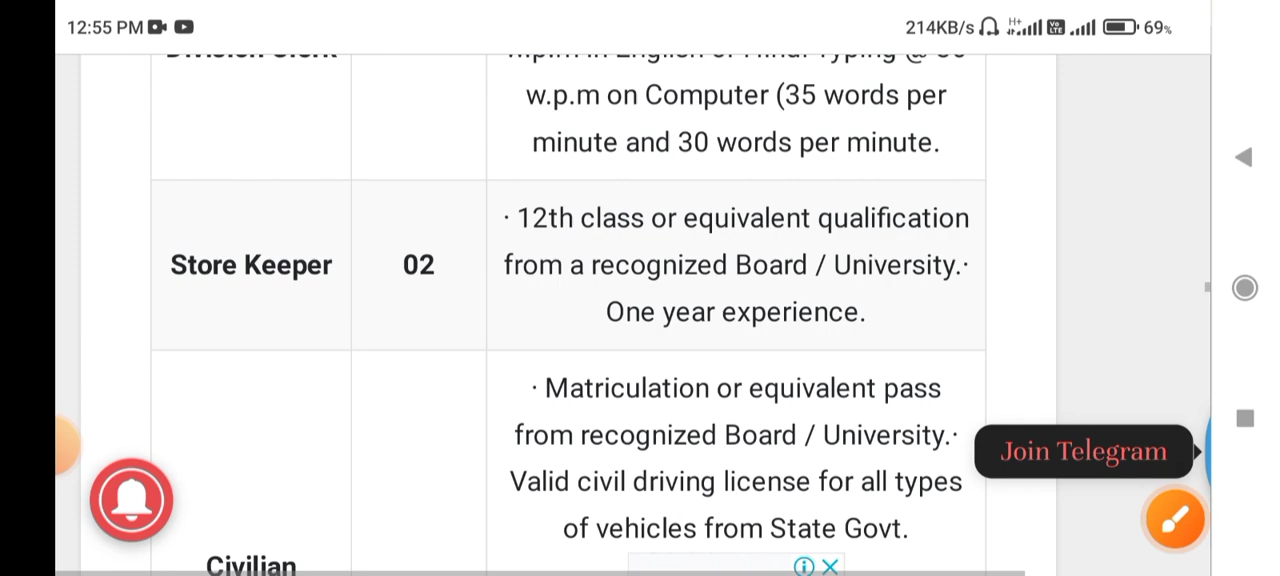 12:55 PM
214KB/s H+ Vo LTE 69%
w.p.m on Computer (35 words per
minute and 30 words per minute.
Store Keeper
02
· 12th class or equivalent qualification
from a recognized Board / University.·
One year experience.
· Matriculation or equivalent pass
from recognized Board / University.·
Valid civil driving license for all types
of vehicles from State Govt.
Civilian
Join Telegram